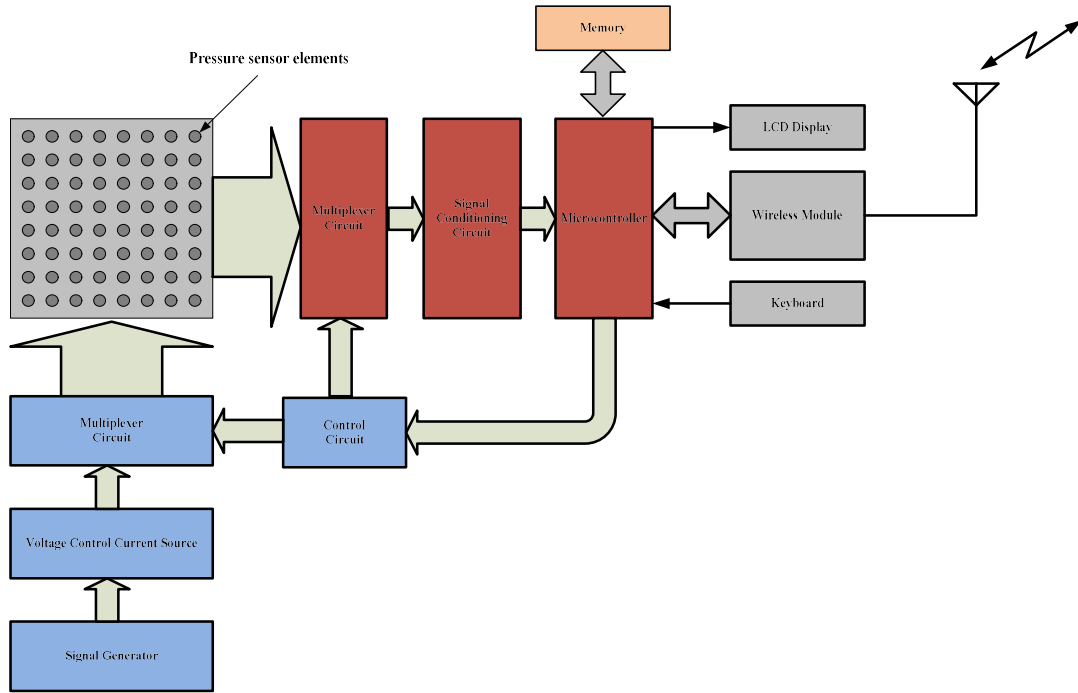 Memory
Pressure sensor elements
LCD Display
Multiplexer
Circuit
Signal
Conditioning
Circuit
Microcontroller
Wireless Module
Keyboard
Multiplexer
Circuit
Control
Circuit
Voltage Control Current Source
Signal Generator